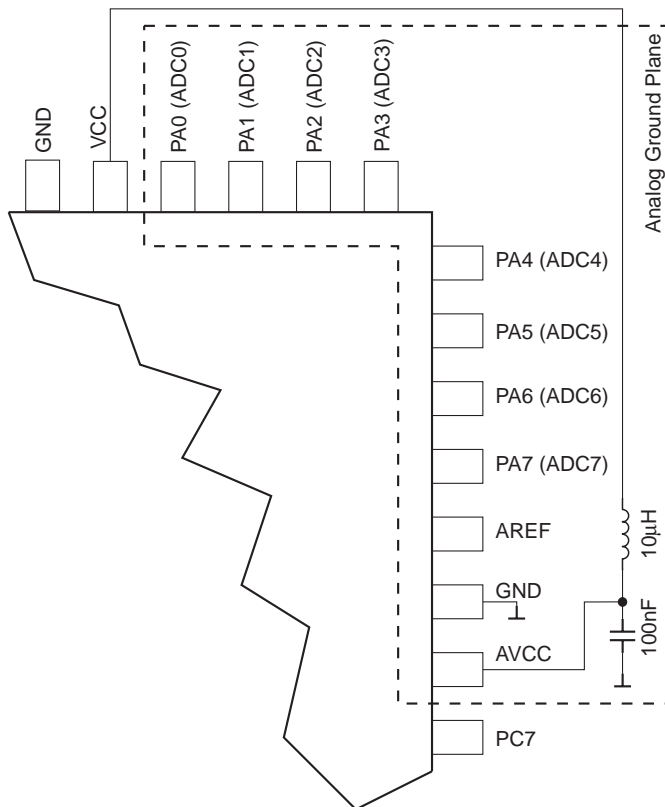 GND
VCC
PA0 (ADC0)
PA1 (ADC1)
PA2 (ADC2)
PA3 (ADC3)
Analog Ground Plane
PA4 (ADC4)
PA5 (ADC5)
PA6 (ADC6)
PA7 (ADC7)
AREF
10µH
GND
AVCC
100nF
PC7